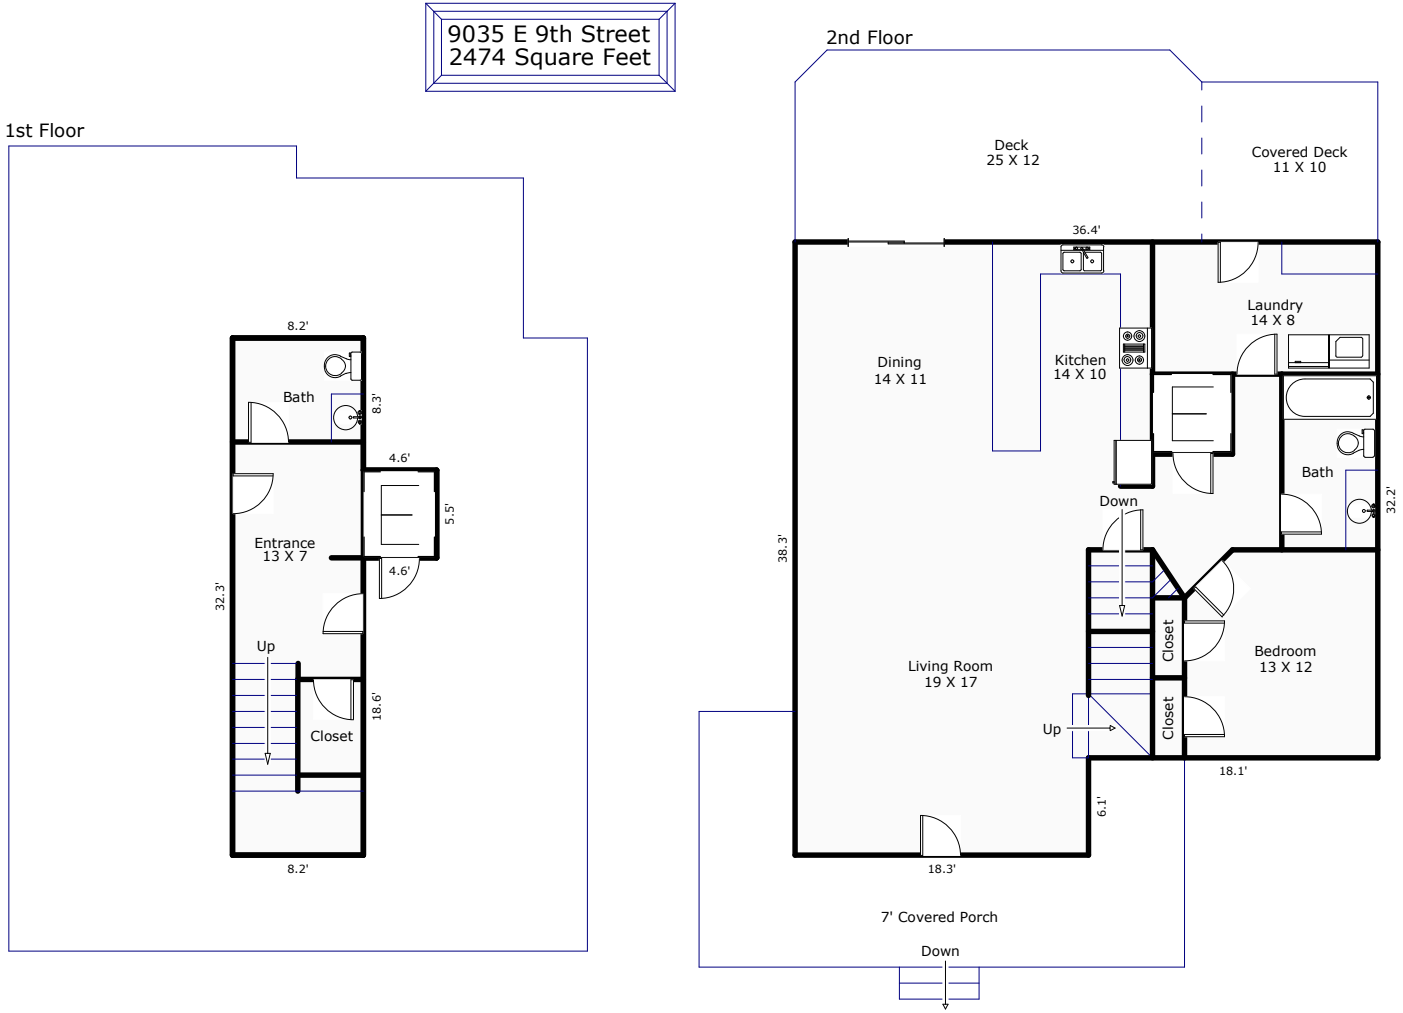 9035 E 9th Street
2474 Square Feet
1st Floor
8.2'
Bath
8.3'
4.6'
5.5'
Entrance
13 X 7
4.6'
32.3'
Up
18.6'
Closet
8.2'
2nd Floor
Deck
25 X 12
Covered Deck
11 X 10
36.4'
Laundry
14 X 8
Dining
14 X 11
Kitchen
14 X 10
Bath
32.2'
Down
38.3'
Closet
Bedroom
13 X 12
Living Room
19 X 17
Closet
Up
18.1'
6.1'
18.3'
7' Covered Porch
Down